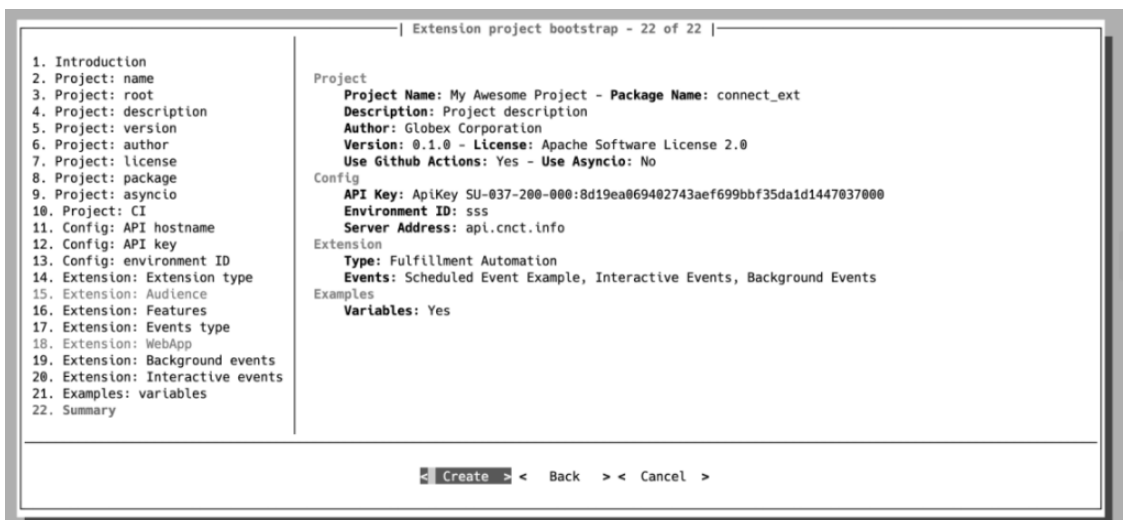 | Extension project bootstrap - 22 of 22 |
1. Introduction
2. Project: name
3. Project: root
4. Project: description
5. Project: version
6. Project: author
7. Project: license
8. Project: package
9. Project: asyncio
10. Project: CI
11. Config: API hostname
12. Config: API key
13. Config: environment ID
14. Extension: Extension type
15. Extension: Audience
16. Extension: Features
17. Extension: Events type
18. Extension: WebApp
19. Extension: Background events
20. Extension: Interactive events
21. Examples: variables
22. Summary
Project
Project Name: My Awesome Project - Package Name: connect_ext
Description: Project description
Author: Globex Corporation
Version: 0.1.0 - License: Apache Software License 2.0
Use Github Actions: Yes - Use Asyncio: No
Config
API Key: ApiKey SU-037-200-000:8d19ea069402743aef699bbf35da1d1447037000
Environment ID: sss
Server Address: api.cnct.info
Extension
Type: Fulfillment Automation
Events: Scheduled Event Example, Interactive Events, Background Events
Examples
Variables: Yes
< Create > < Back > < Cancel >